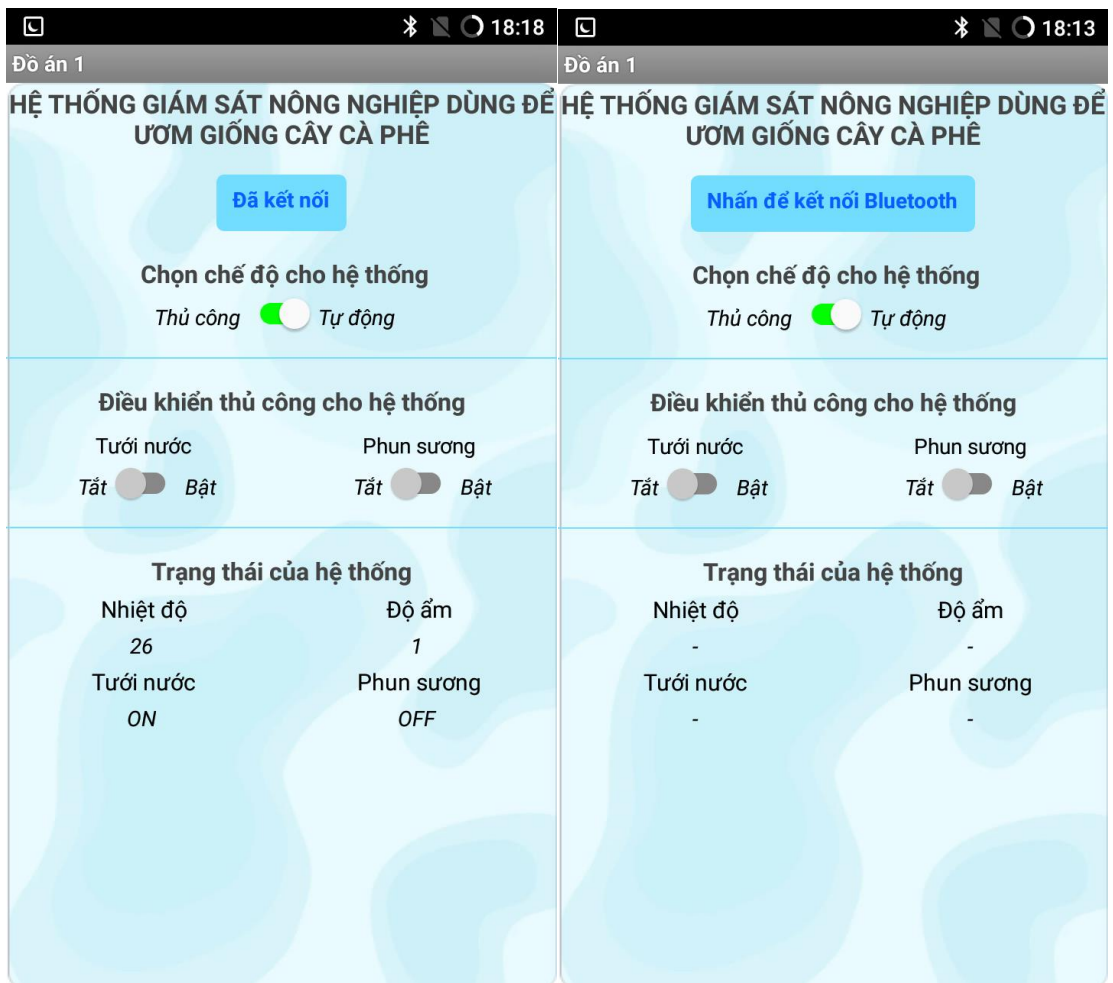 18:18
Đồ án 1
HỆ THỐNG GIÁM SÁT NÔNG NGHIỆP DÙNG ĐỂ
ƯƠM GIỐNG CÂY CÀ PHÊ
Đã kết nối
Chọn chế độ cho hệ thống
Thủ công Tự động
Điều khiển thủ công cho hệ thống
Tưới nước Phun sương
Tắt Bật Tắt Bật
Trạng thái của hệ thống
Nhiệt độ Độ ẩm
26 1
Tưới nước Phun sương
ON OFF
18:13
Đồ án 1
HỆ THỐNG GIÁM SÁT NÔNG NGHIỆP DÙNG ĐỂ
ƯƠM GIỐNG CÂY CÀ PHÊ
Nhấn để kết nối Bluetooth
Chọn chế độ cho hệ thống
Thủ công Tự động
Điều khiển thủ công cho hệ thống
Tưới nước Phun sương
Tắt Bật Tắt Bật
Trạng thái của hệ thống
Nhiệt độ Độ ẩm
- -
Tưới nước Phun sương
- -